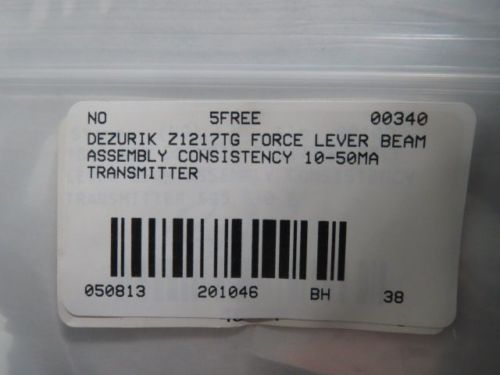 NO 5FREE 00340
DEZURIK Z1217TG FORCE LEVER BEAM
ASSEMBLY CONSISTENCY 10-50MA
TRANSMITTER
050813 201046 BH 38